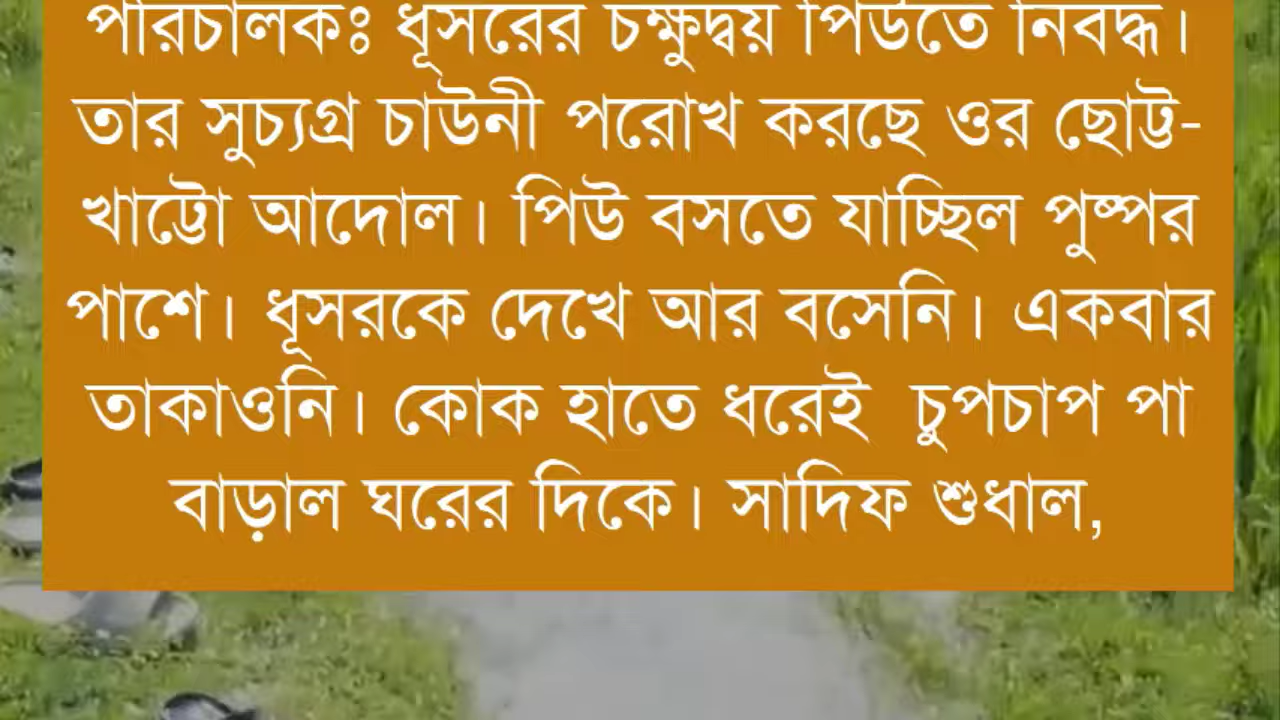 পরিচালকঃ ধূসরের চক্ষুদ্বয় পিউতে নিবদ্ধ।
তার সুচ্যগ্র চাউনী পরোখ করছে ওর ছোট্ট-
খাট্টো আদোল। পিউ বসতে যাচ্ছিল পুষ্পর
পাশে। ধূসরকে দেখে আর বসেনি। একবার
তাকাওনি। কোক হাতে ধরেই চুপচাপ পা
বাড়াল ঘরের দিকে। সাদিফ শুধাল,